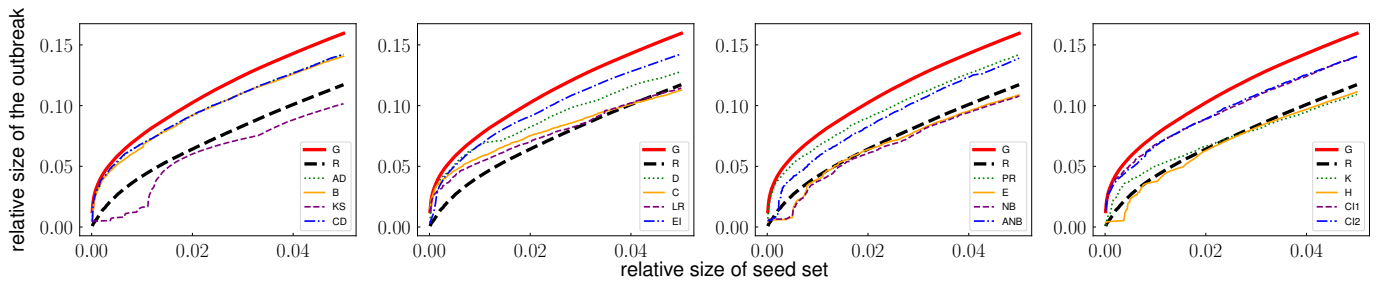 relative size of the outbreak
0.15
0.10
0.05
0.00
0.00
0.02
0.04
G
R
AD
B
KS
CD
0.15
0.10
0.05
0.00
0.00
0.02
0.04
G
R
D
C
LR
EI
0.15
0.10
0.05
0.00
0.00
0.02
0.04
G
R
PR
E
NB
ANB
0.15
0.10
0.05
0.00
0.00
0.02
0.04
G
R
K
H
CI1
CI2
relative size of seed set